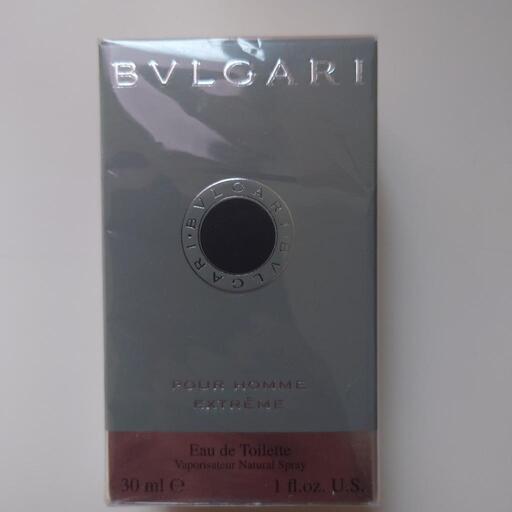 BVLGARI
BVLGARI · BVLGARI ·
POUR HOMME
EXTRÊME
Eau de Toilette
Vaporisateur Natural Spray
30 ml ℮ 1 fl.oz. U.S.